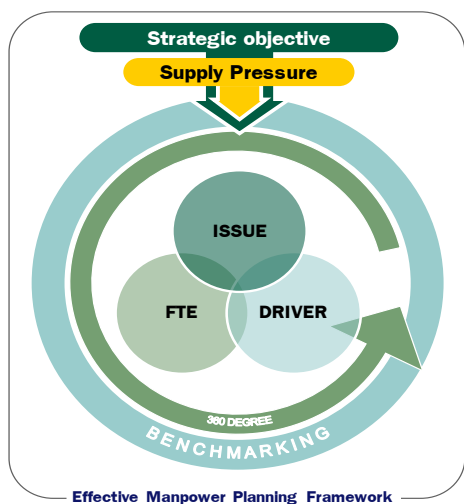 Strategic objective
Supply Pressure
ISSUE
FTE
DRIVER
360 DEGREE
BENCHMARKING
Effective Manpower Planning Framework